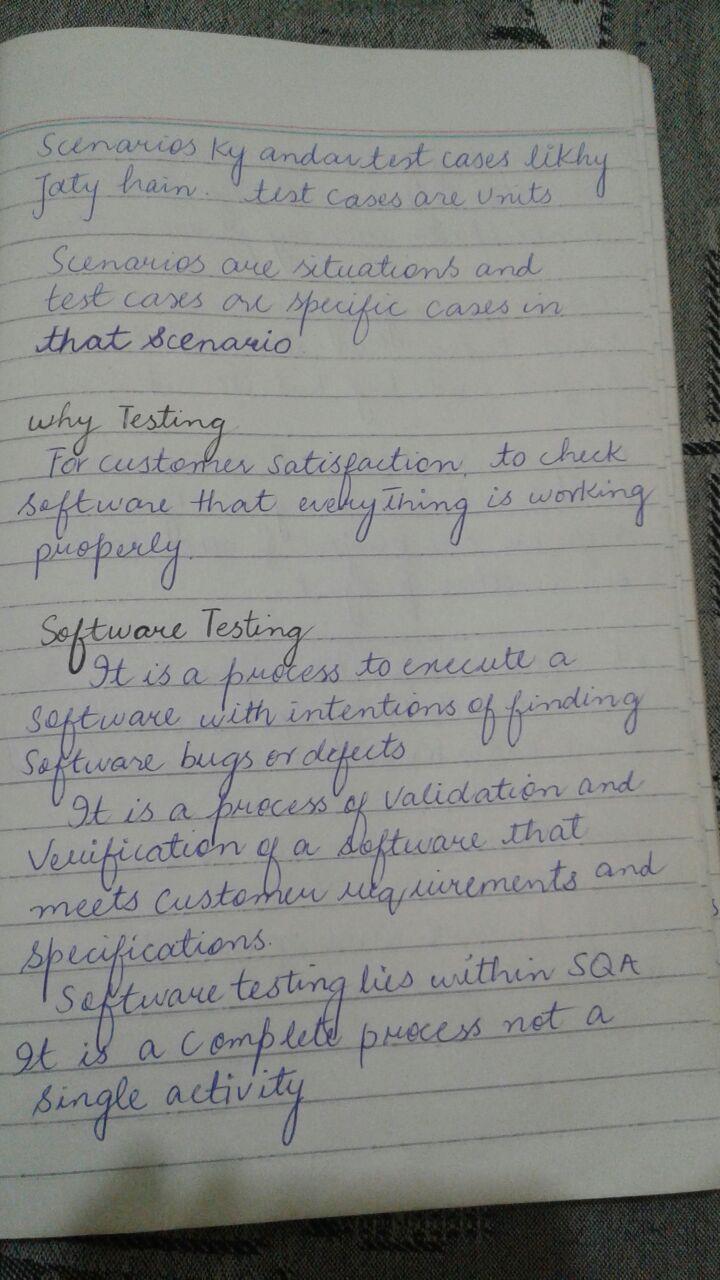 Scenarios Ky andar test cases likhy
Jaty hain. test cases are units
Scenarios are situations and
test cases are specific cases in
that scenario
why Testing
For customer satisfaction, to check
software that everything is working
properly.
Software Testing
It is a process to execute a
software with intentions of finding
software bugs or defects
It is a process of validation and
verification of a software that
meets customer requirements and
specifications.
Software testing lies within SQA
It is a complete process not a
single activity